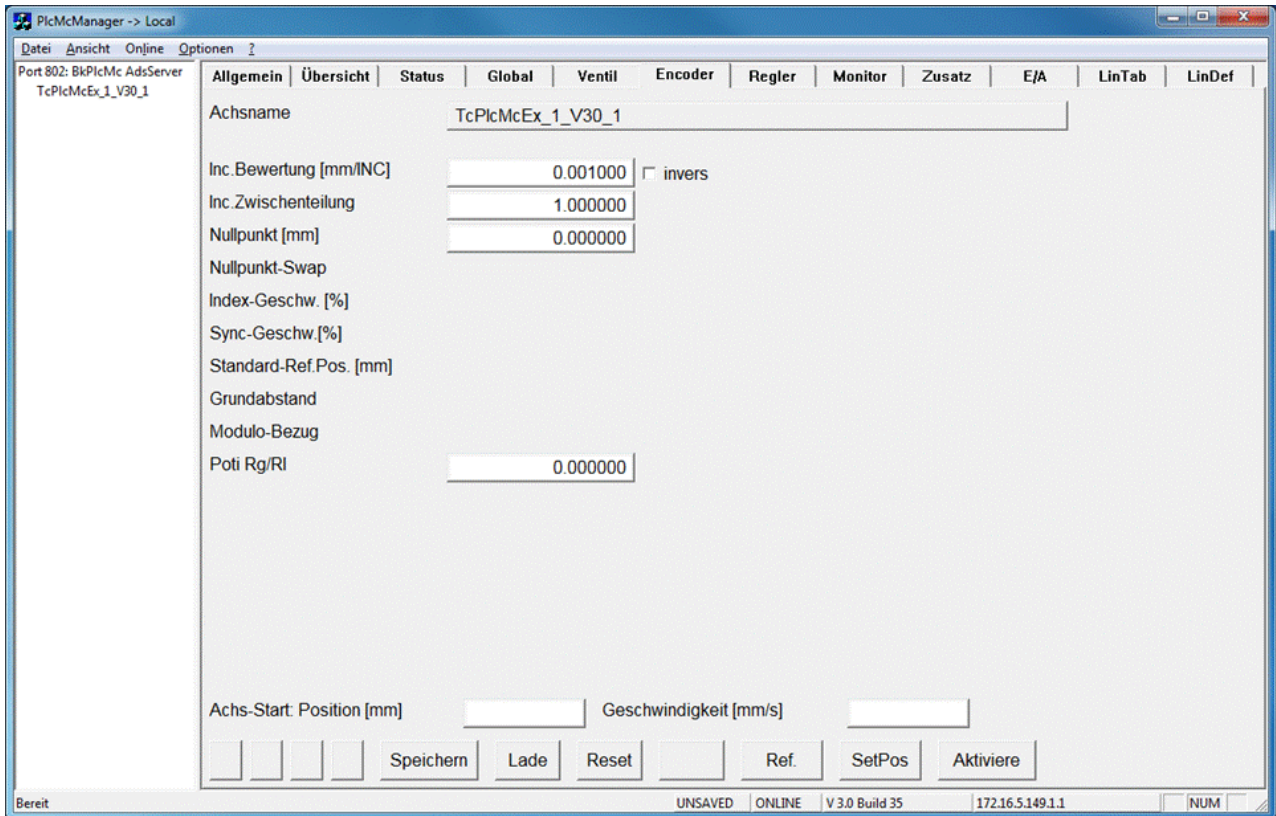 PlcMcManager -> Local
Datei Ansicht Online Optionen ?
Port 802: BkPlcMc AdsServer
TcPlcMcEx_1_V30_1
Allgemein Übersicht Status Global Ventil Encoder Regler Monitor Zusatz E/A LinTab LinDef
Achsname TcPlcMcEx_1_V30_1
Inc.Bewertung [mm/INC] 0.001000 invers
Inc.Zwischenteilung 1.000000
Nullpunkt [mm] 0.000000
Nullpunkt-Swap
Index-Geschw. [%]
Sync-Geschw.[%]
Standard-Ref.Pos. [mm]
Grundabstand
Modulo-Bezug
Poti Rg/Rl 0.000000
Achs-Start: Position [mm] Geschwindigkeit [mm/s]
Speichern Lade Reset Ref. SetPos Aktiviere
Bereit UNSAVED ONLINE V 3.0 Build 35 172.16.5.149.1.1 NUM